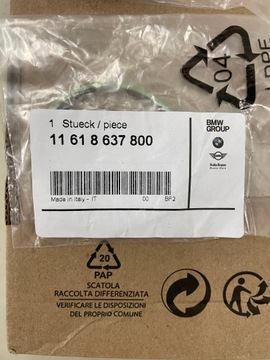 04
LDPE
1 Stueck / piece
11 61 8 637 800
BMW
GROUP
Made in Italy - IT 00 BF2
20
PAP
SCATOLA
RACCOLTA DIFFERENZIATA
VERIFICA LE DISPOSIZIONI
DEL PROPRIO COMUNE